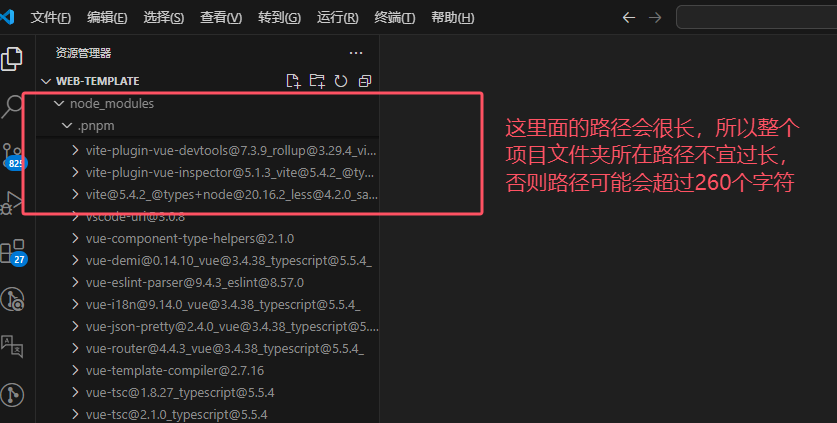 文件(F) 编辑(E) 选择(S) 查看(V) 转到(G) 运行(R) 终端(T) 帮助(H)
资源管理器
WEB-TEMPLATE
node_modules
.pnpm
vite-plugin-vue-devtools@7.3.9_rollup@3.29.4_vi...
vite-plugin-vue-inspector@5.1.3_vite@5.4.2_@ty...
vite@5.4.2_@types+node@20.16.2_less@4.2.0_sa...
vscode-uri@3.0.8
vue-component-type-helpers@2.1.0
vue-demi@0.14.10_vue@3.4.38_typescript@5.5.4_
vue-eslint-parser@9.4.3_eslint@8.57.0
vue-i18n@9.14.0_vue@3.4.38_typescript@5.5.4_
vue-json-pretty@2.4.0_vue@3.4.38_typescript@5....
vue-router@4.4.3_vue@3.4.38_typescript@5.5.4_
vue-template-compiler@2.7.16
vue-tsc@1.8.27_typescript@5.5.4
vue-tsc@2.1.0_typescript@5.5.4
825
27
这里面的路径会很长，所以整个
项目文件夹所在路径不宜过长，
否则路径可能会超过260个字符